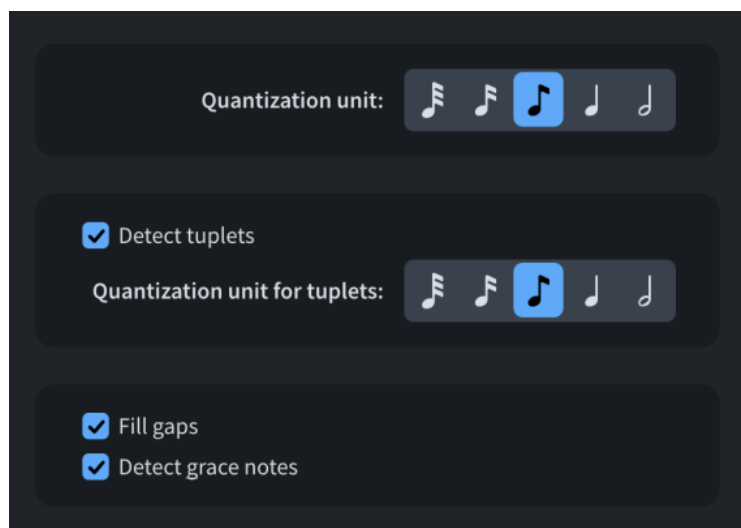 Quantization unit:
Detect tuplets
Quantization unit for tuplets:
Fill gaps
Detect grace notes